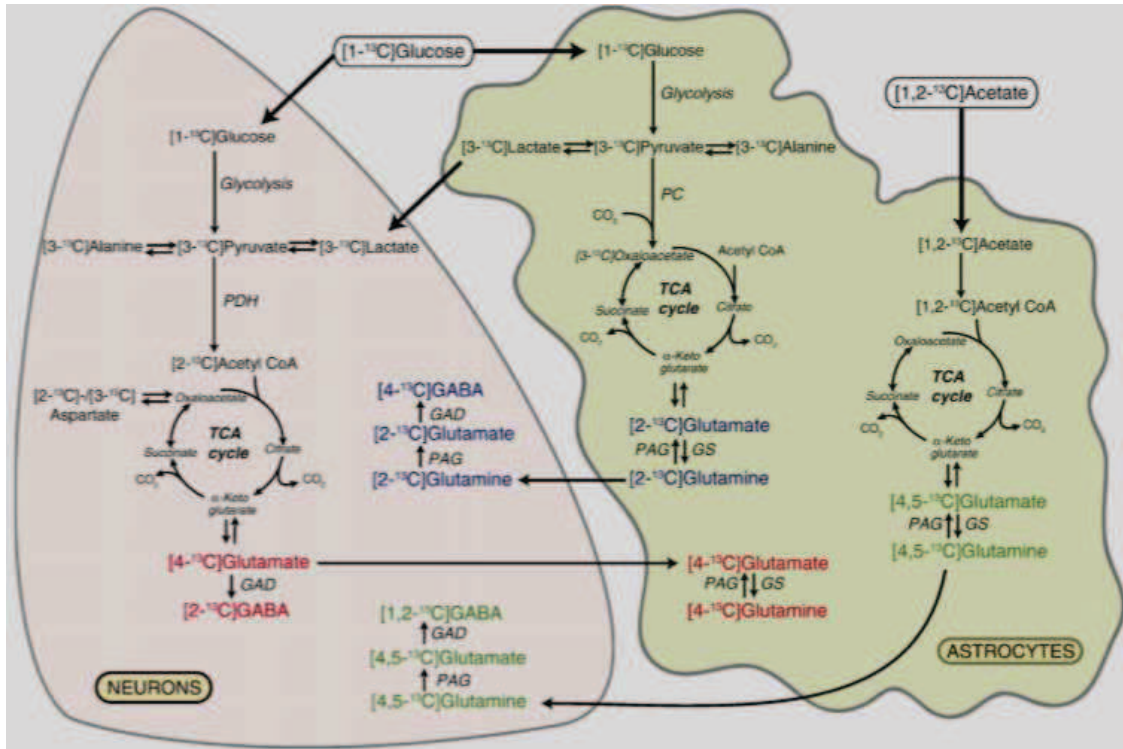 [1-¹³C]Glucose
[1-¹³C]Glucose
[1,2-¹³C]Acetate
Glycolysis
[1-¹³C]Glucose
[3-¹³C]Lactate
[3-¹³C]Pyruvate
[3-¹³C]Alanine
Glycolysis
PC
CO₂
[3-¹³C]Alanine
[3-¹³C]Pyruvate
[3-¹³C]Lactate
[1,2-¹³C]Acetate
[3-¹³C]Oxaloacetate
Acetyl CoA
PDH
TCA
cycle
Succinate
Citrate
CO₂
CO₂
α-Keto
glutarate
[1,2-¹³C]Acetyl CoA
Oxaloacetate
TCA
cycle
Succinate
Citrate
CO₂
CO₂
α-Keto
glutarate
[2-¹³C]Acetyl CoA
[2-¹³C]-/[3-¹³C]
Aspartate
Oxaloacetate
TCA
cycle
Succinate
Citrate
CO₂
CO₂
α-Keto
glutarate
[4-¹³C]GABA
GAD
[2-¹³C]Glutamate
PAG
[2-¹³C]Glutamine
[2-¹³C]Glutamate
PAG
GS
[2-¹³C]Glutamine
[4,5-¹³C]Glutamate
PAG
GS
[4,5-¹³C]Glutamine
[4-¹³C]Glutamate
GAD
[2-¹³C]GABA
[4-¹³C]Glutamate
PAG
GS
[4-¹³C]Glutamine
[1,2-¹³C]GABA
GAD
[4,5-¹³C]Glutamate
PAG
[4,5-¹³C]Glutamine
NEURONS
ASTROCYTES